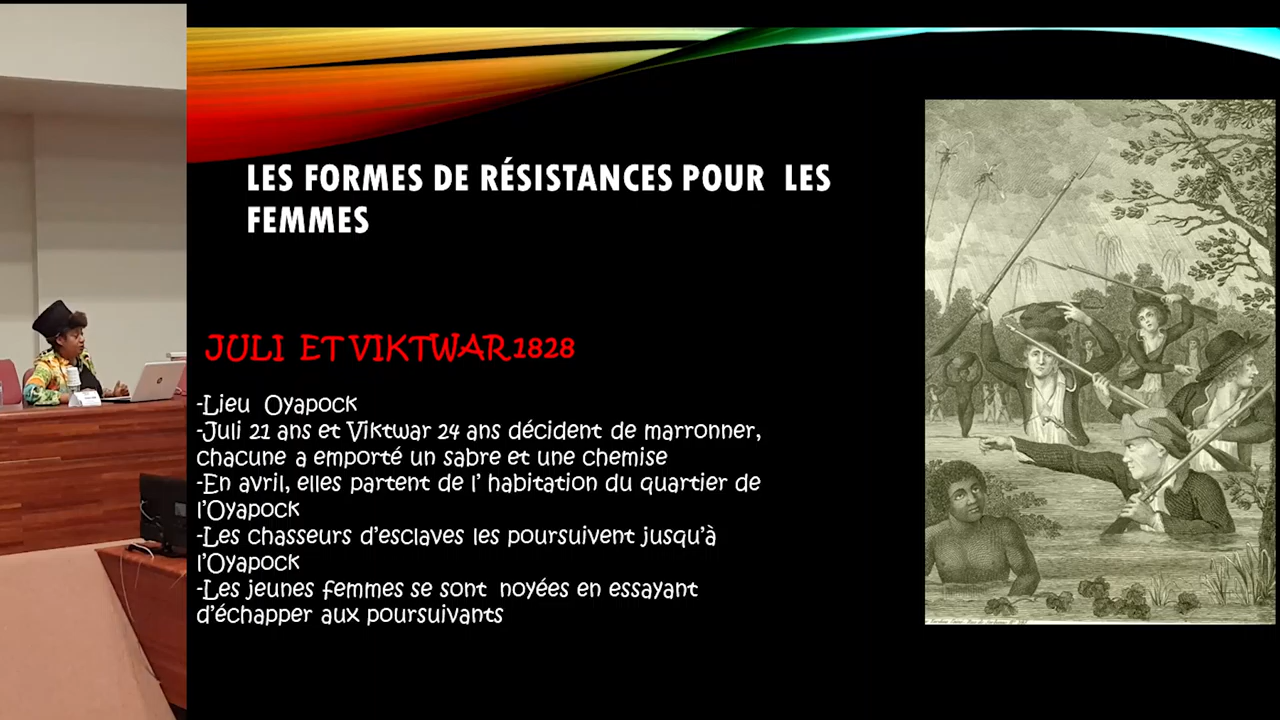 LES FORMES DE RÉSISTANCES POUR LES
FEMMES
JULI ET VIKTWAR 1828
-Lieu Oyapock
-Juli 21 ans et Viktwar 24 ans décident de marronner,
chacune a emporté un sabre et une chemise
-En avril, elles partent de l' habitation du quartier de
l'Oyapock
-Les chasseurs d'esclaves les poursuivent jusqu'à
l'Oyapock
-Les jeunes femmes se sont noyées en essayant
d'échapper aux poursuivants